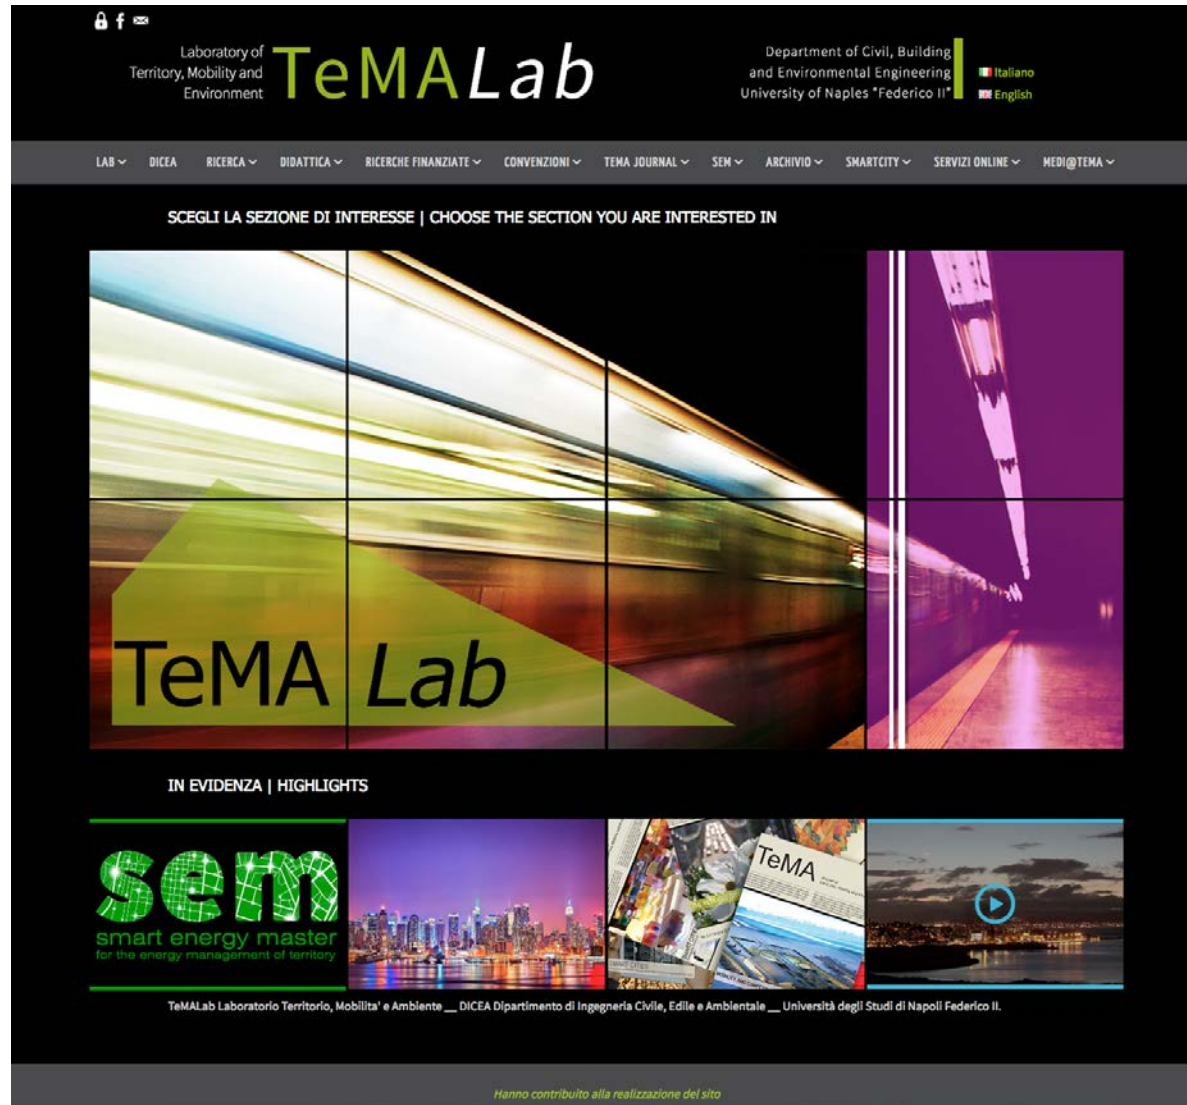 Laboratory of
Territory, Mobility and
Environment
TeMALab
Department of Civil, Building
and Environmental Engineering
University of Naples "Federico II"
Italiano
English
LAB DICEA RICERCA DIDATTICA RICERCHE FINANZIATE CONVENZIONI TEMA JOURNAL SEM ARCHIVIO SMARTCITY SERVIZI ONLINE MEDI@TEMA
SCEGLI LA SEZIONE DI INTERESSE | CHOOSE THE SECTION YOU ARE INTERESTED IN
TeMA Lab
IN EVIDENZA | HIGHLIGHTS
sem
smart energy master
for the energy management of territory
TeMA
TeMALab Laboratorio Territorio, Mobilita' e Ambiente __ DICEA Dipartimento di Ingegneria Civile, Edile e Ambientale __ Università degli Studi di Napoli Federico II.
Hanno contribuito alla realizzazione del sito